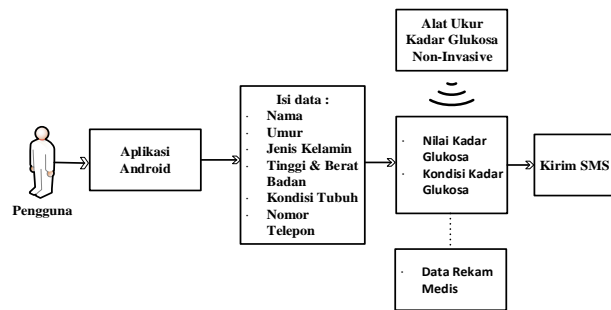 Pengguna
Aplikasi
Android
Isi data :
· Nama
· Umur
· Jenis Kelamin
· Tinggi & Berat
Badan
· Kondisi Tubuh
· Nomor
Telepon
Alat Ukur
Kadar Glukosa
Non-Invasive
· Nilai Kadar
Glukosa
· Kondisi Kadar
Glukosa
· Data Rekam
Medis
Kirim SMS